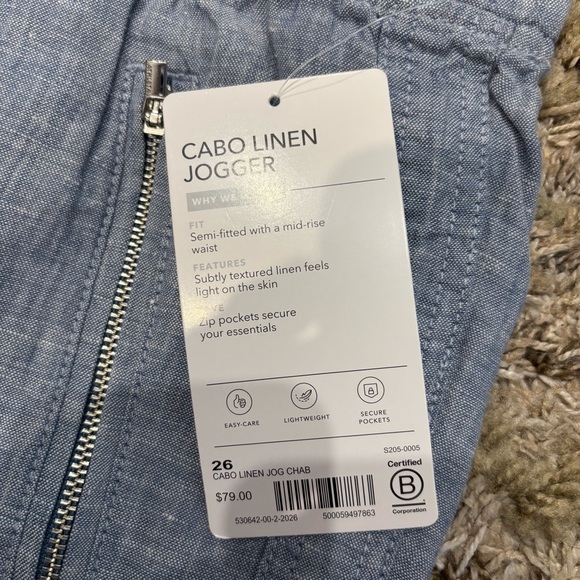 CABO LINEN
JOGGER
WHY WE
FIT
Semi-fitted with a mid-rise
waist
FEATURES
Subtly textured linen feels
light on the skin
Zip pockets secure
your essentials
EASY-CARE
LIGHTWEIGHT
SECURE
POCKETS
S205-0005
26
CABO LINEN JOG CHAB
$79.00
530642-00-2-2026
500059497863
Certified
B
Corporation